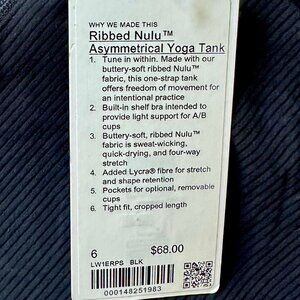 WHY WE MADE THIS
Ribbed Nulu™
Asymmetrical Yoga Tank
1. Tune in within. Made with our
buttery-soft ribbed Nulu™
fabric, this one-strap tank
offers freedom of movement for
an intentional practice
2. Built-in shelf bra intended to
provide light support for A/B
cups
3. Buttery-soft, ribbed Nulu™
fabric is sweat-wicking,
quick-drying, and four-way
stretch
4. Added Lycra® fibre for stretch
and shape retention
5. Pockets for optional, removable
cups
6. Tight fit, cropped length
6 $68.00
LW1ERPS BLK
000148251983